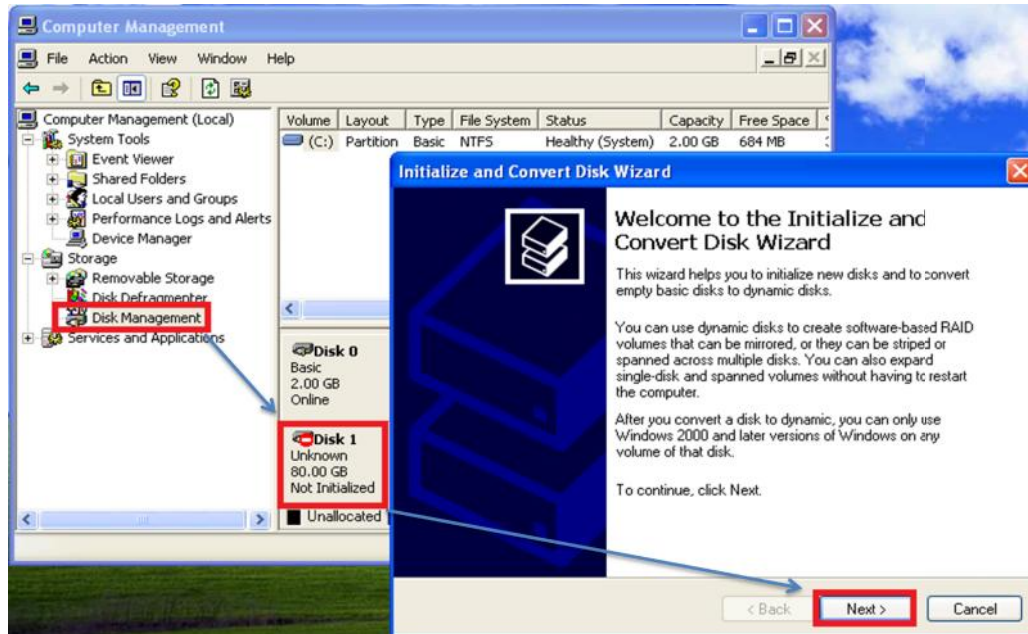 Computer Management
File Action View Window Help
Computer Management (Local)
System Tools
Event Viewer
Shared Folders
Local Users and Groups
Performance Logs and Alerts
Device Manager
Storage
Removable Storage
Disk Defragmenter
Disk Management
Services and Applications
Volume Layout Type File System Status Capacity Free Space
(C:) Partition Basic NTFS Healthy (System) 2.00 GB 684 MB
Disk 0
Basic
2.00 GB
Online
Disk 1
Unknown
80.00 GB
Not Initialized
Unallocated
Initialize and Convert Disk Wizard
Welcome to the Initialize and
Convert Disk Wizard
This wizard helps you to initialize new disks and to convert
empty basic disks to dynamic disks.
You can use dynamic disks to create software-based RAID
volumes that can be mirrored, or they can be striped or
spanned across multiple disks. You can also expand
single-disk and spanned volumes without having to restart
the computer.
After you convert a disk to dynamic, you can only use
Windows 2000 and later versions of Windows on any
volume of that disk.
To continue, click Next.
< Back Next > Cancel